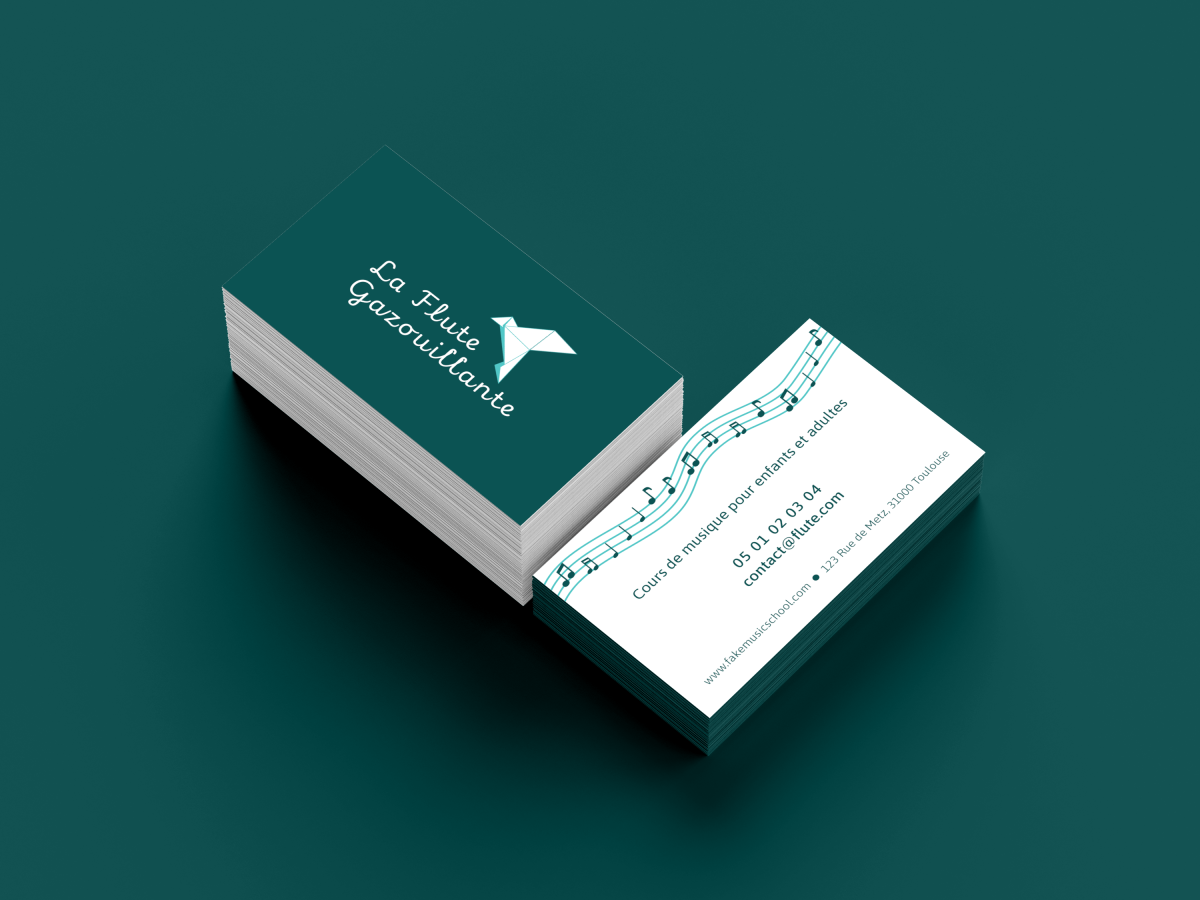 La Flute
Gazouillante
Cours de musique pour enfants et adultes
05 01 02 03 04
contact@flute.com
www.fakemusicschool.com ● 123 Rue de Metz, 31000 Toulouse